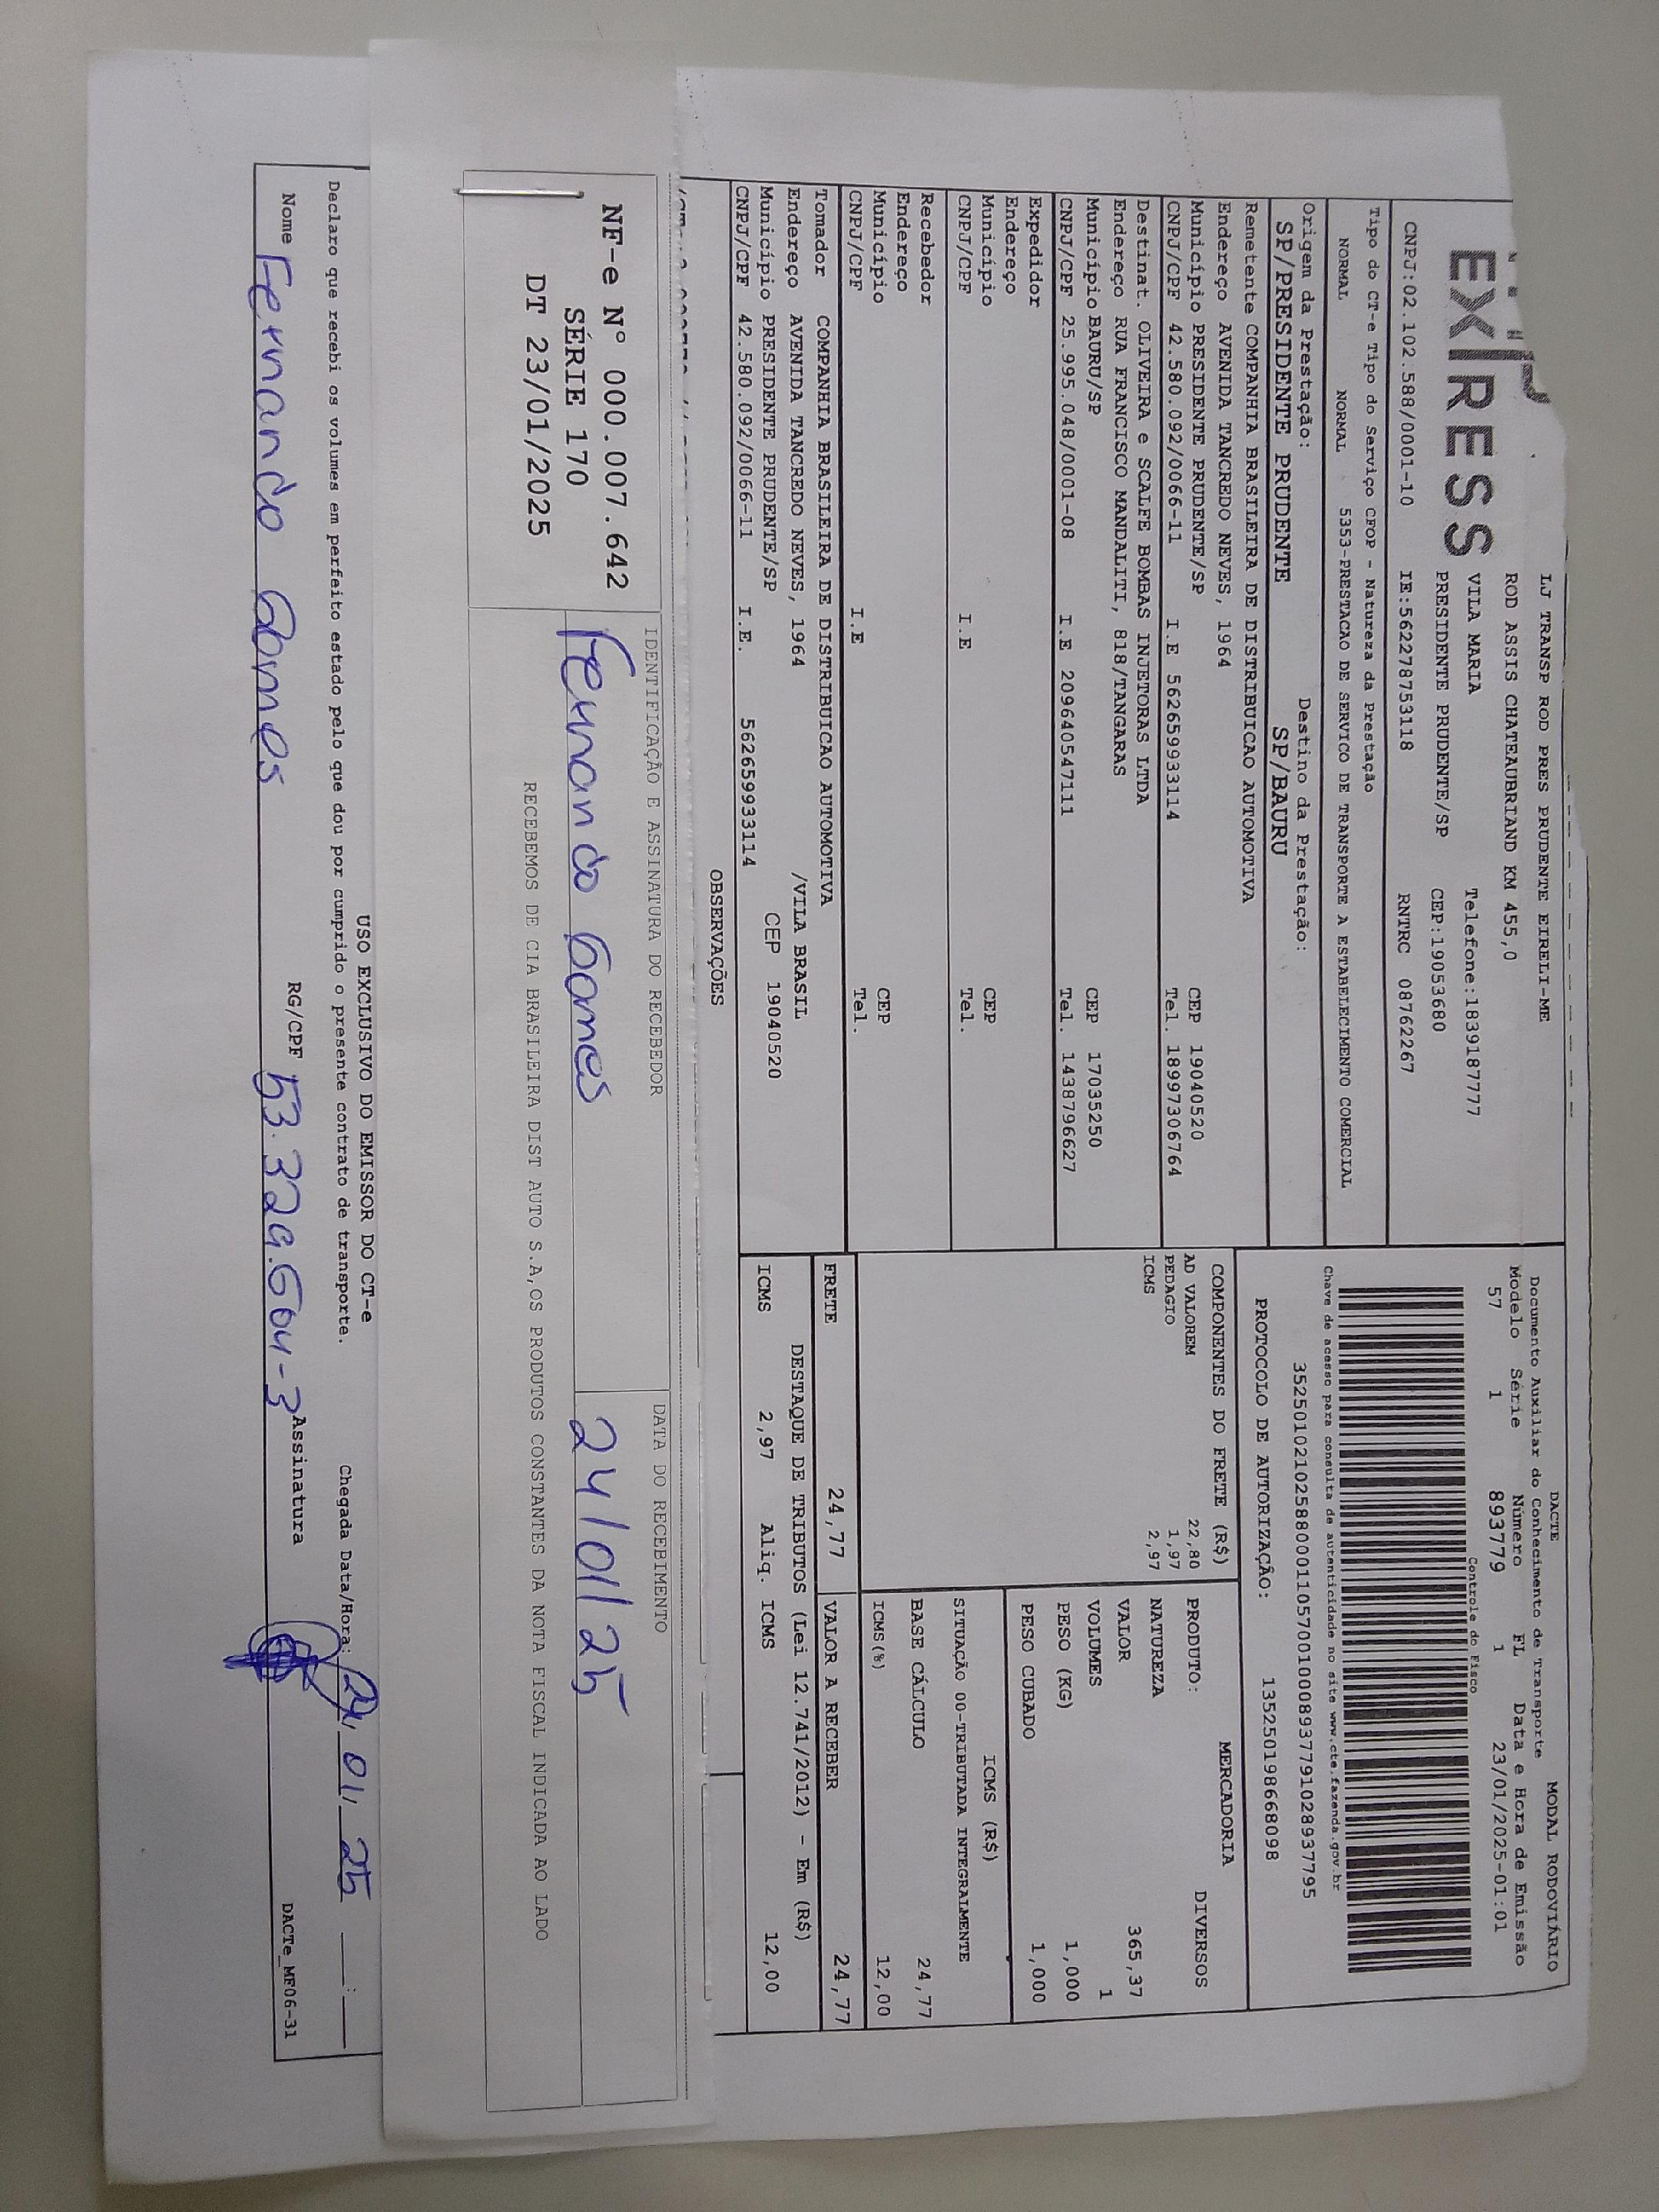 EXPRESS
LJ TRANSP ROD PRES PRUDENTE EIRELI-ME
ROD ASSIS CHATEAUBRIAND KM 455,0
VILA MARIA Telefone:1839187777
PRESIDENTE PRUDENTE/SP CEP:19053680
CNPJ:02.102.588/0001-10 IE:562278753118 RNTRC 08762267
Tipo do CT-e Tipo do Serviço CFOP - Natureza da Prestação
NORMAL NORMAL 5353-PRESTACAO DE SERVICO DE TRANSPORTE A ESTABELECIMENTO COMERCIAL
Origem da Prestação: Destino da Prestação:
SP/PRESIDENTE PRUDENTE SP/BAURU
Remetente COMPANHIA BRASILEIRA DE DISTRIBUICAO AUTOMOTIVA
Endereço AVENIDA TANCREDO NEVES, 1964
Município PRESIDENTE PRUDENTE/SP CEP 19040520
CNPJ/CPF 42.580.092/0066-11 I.E 562659933114 Tel. 18997306764
Destinat. OLIVEIRA e SCALFE BOMBAS INJETORAS LTDA
Endereço RUA FRANCISCO MANDALITI, 818/TANGARAS
Município BAURU/SP CEP 17035250
CNPJ/CPF 25.995.048/0001-08 I.E 209640547111 Tel. 1438796627
Expedidor
Endereço
Município CEP
CNPJ/CPF I.E Tel.
Recebedor
Endereço
Município CEP
CNPJ/CPF I.E Tel.
Tomador COMPANHIA BRASILEIRA DE DISTRIBUICAO AUTOMOTIVA
Endereço AVENIDA TANCREDO NEVES, 1964 /VILA BRASIL
Município PRESIDENTE PRUDENTE/SP CEP 19040520
CNPJ/CPF 42.580.092/0066-11 I.E. 562659933114
OBSERVAÇÕES
DACTE MODAL RODOVIÁRIO
Documento Auxiliar do Conhecimento de Transporte
Modelo Série Número FL Data e Hora de Emissão
57 1 893779 1 23/01/2025-01:01
Controle do Fisco
Chave de acesso para consulta de autenticidade no site www.cte.fazenda.gov.br
35250102102588000110570010008937791028937795
PROTOCOLO DE AUTORIZAÇÃO: 135250198668098
COMPONENTES DO FRETE (R$)
AD VALOREM 22,80
PEDAGIO 1,97
ICMS 2,97
MERCADORIA
PRODUTO: DIVERSOS
NATUREZA
VALOR 365,37
VOLUMES 1
PESO (KG) 1,000
PESO CUBADO 1,000
ICMS (R$)
SITUAÇÃO 00-TRIBUTADA INTEGRALMENTE
BASE CÁLCULO 24,77
ICMS(%) 12,00
FRETE 24,77 VALOR A RECEBER 24,77
DESTAQUE DE TRIBUTOS (Lei 12.741/2012) - Em (R$)
ICMS 2,97 Aliq. ICMS 12,00
NF-e Nº 000.007.642
SÉRIE 170
DT 23/01/2025
IDENTIFICAÇÃO E ASSINATURA DO RECEBEDOR
Fernando Gomes
DATA DO RECEBIMENTO
24/01/25
RECEBEMOS DE CIA BRASILEIRA DIST AUTO S.A,OS PRODUTOS CONSTANTES DA NOTA FISCAL INDICADA AO LADO
USO EXCLUSIVO DO EMISSOR DO CT-e
Declaro que recebi os volumes em perfeito estado pelo que dou por cumprido o presente contrato de transporte. Chegada Data/Hora: 24, 01, 25 __:__
Nome Fernando Gomes RG/CPF 53.329.604-3 Assinatura
DACTe_MF06-31